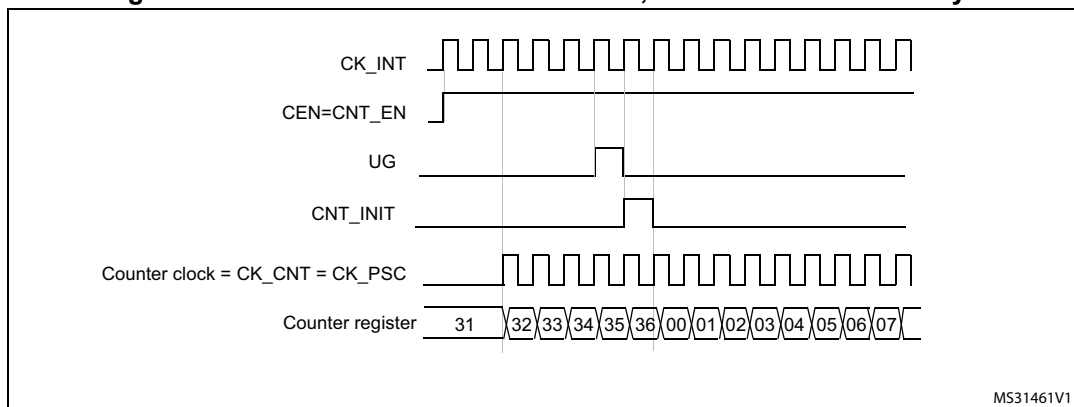 CK_INT
CEN=CNT_EN
UG
CNT_INIT
Counter clock = CK_CNT = CK_PSC
Counter register 31 32 33 34 35 36 00 01 02 03 04 05 06 07
MS31461V1